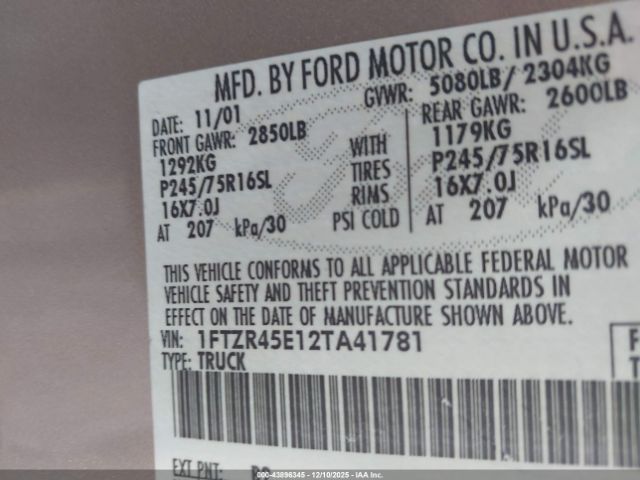 MFD. BY FORD MOTOR CO. IN U.S.A.
DATE: 11/01 GVWR: 5080LB/ 2304KG
FRONT GAWR: 2850LB REAR GAWR: 2600LB
1292KG WITH 1179KG
P245/75R16SL TIRES P245/75R16SL
16X7.0J RIMS 16X7.0J
AT 207 kPa/30 PSI COLD AT 207 kPa/30
THIS VEHICLE CONFORMS TO ALL APPLICABLE FEDERAL MOTOR
VEHICLE SAFETY AND THEFT PREVENTION STANDARDS IN
EFFECT ON THE DATE OF MANUFACTURE SHOWN ABOVE.
VIN: 1FTZR45E12TA41781
TYPE: TRUCK
EXT PNT:
000-43896345 - 12/10/2025 - IAA Inc.